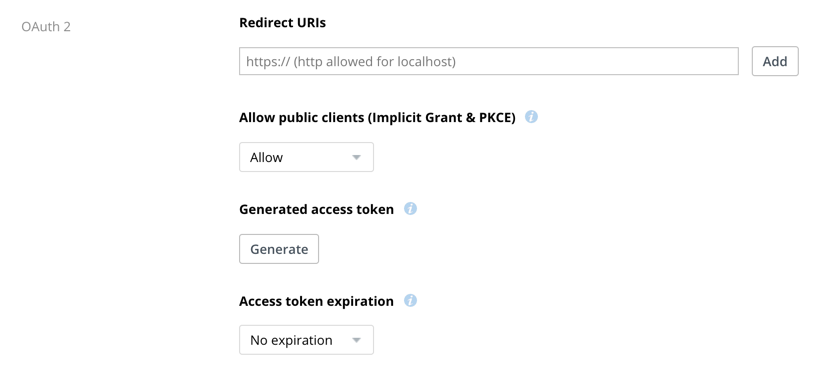 OAuth 2
Redirect URIs
https:// (http allowed for localhost)
Add
Allow public clients (Implicit Grant & PKCE)
Allow
Generated access token
Generate
Access token expiration
No expiration